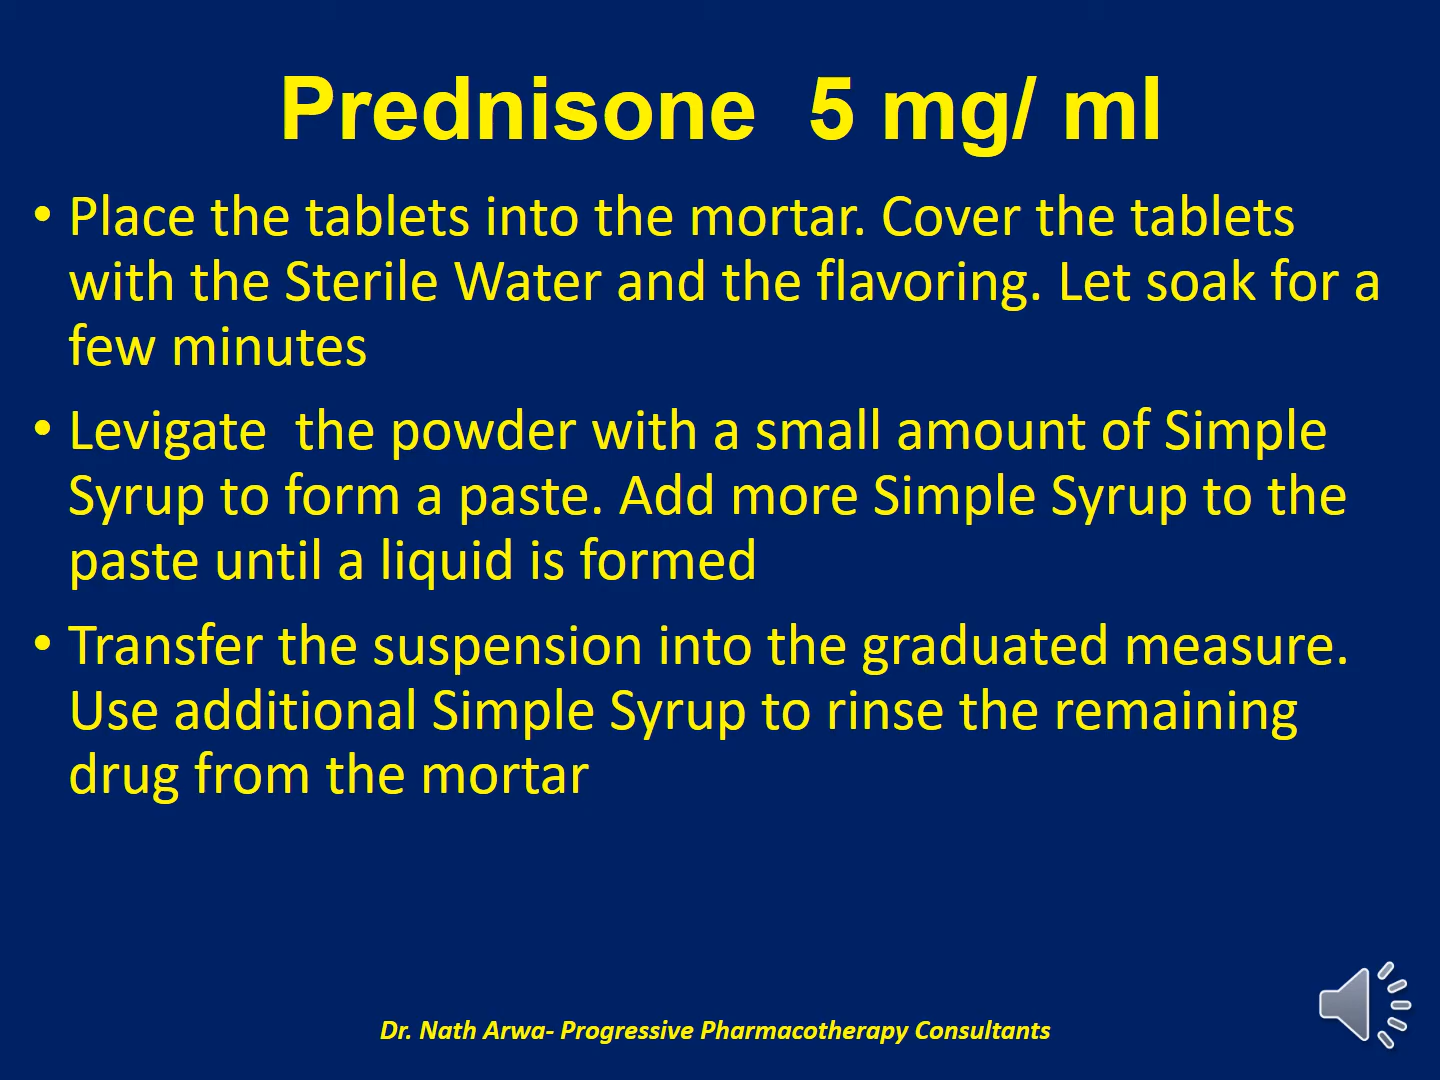 Prednisone  5 mg/ ml
• Place the tablets into the mortar. Cover the tablets
with the Sterile Water and the flavoring. Let soak for a
few minutes
• Levigate  the powder with a small amount of Simple
Syrup to form a paste. Add more Simple Syrup to the
paste until a liquid is formed
• Transfer the suspension into the graduated measure.
Use additional Simple Syrup to rinse the remaining
drug from the mortar
Dr. Nath Arwa- Progressive Pharmacotherapy Consultants